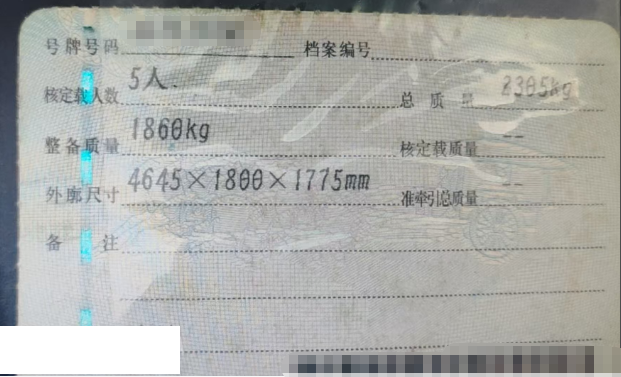 号牌号码 档案编号
核定载人数 5人. 总质量 2305kg
整备质量 1860kg 核定载质量 --
外廓尺寸 4645×1800×1775mm 准牵引总质量 --
备注